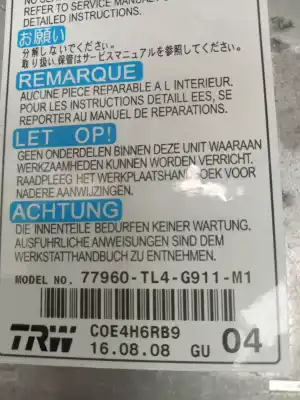 REFER TO SERVICE MANUAL FO
DETAILED INSTRUCTIONS.
お願い
分解しないでください。
取り扱い、保管はサービスマニュアルを参照してください。
REMARQUE
AUCUNE PIECE REPARABLE A L INTERIEUR.
POUR LES INSTRUCTIONS DETAILL EES, SE
REPORTER AU MANUEL DE REPARATIONS.
LET OP!
GEEN ONDERDELEN BINNEN DEZE UNIT WAARAAN
WERKZAAMHEDEN KUNNEN WORDEN VERRICHT.
RAADPLEEG HET WERKPLAATSHANDBOEK VOOR
NADERE AANWIJZINGEN.
ACHTUNG
DIE INNENTEILE BEDÜRFEN KEINER WARTUNG.
AUSFUHRLICHE ANWEISUNGEN SIND DEM
WERKSTATTHANDBUCH ZU ENTNEHMEN.
MODEL NO. 77960-TL4-G911-M1
TRW C0E4H6RB9
16.08.08 GU 04